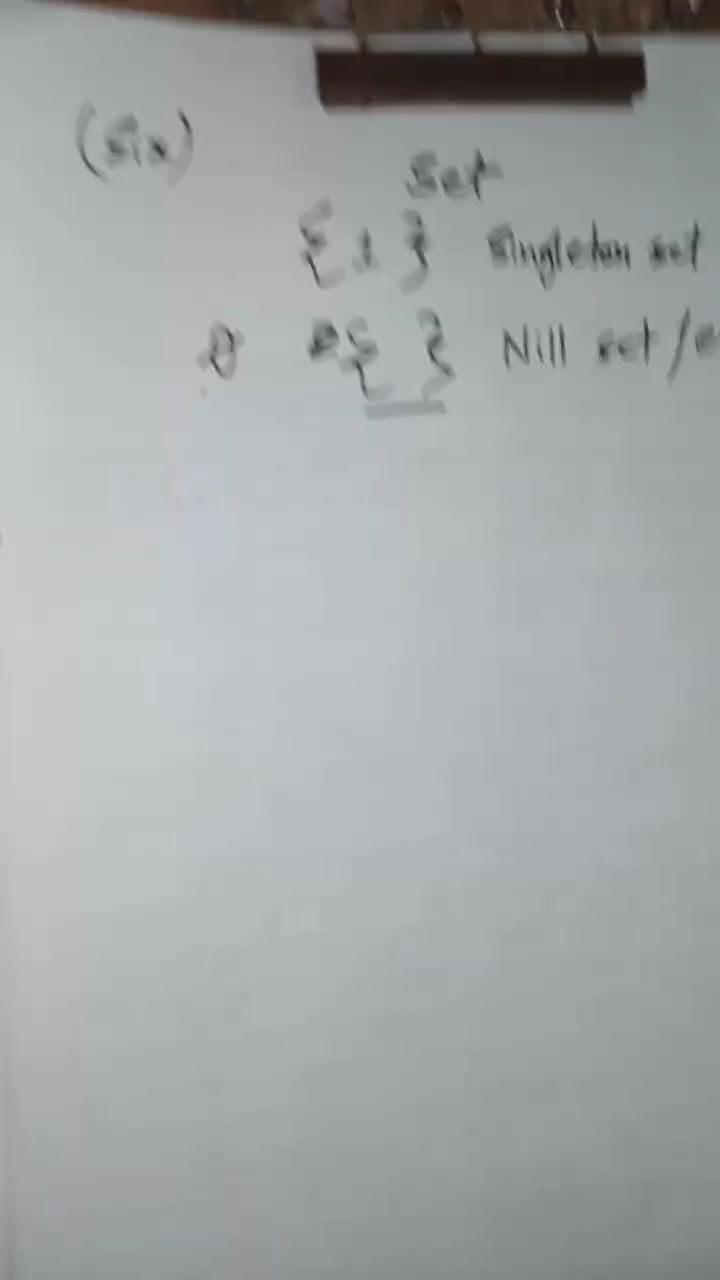 (six)
Set
{1} Singleton set
{ } Nill set/e